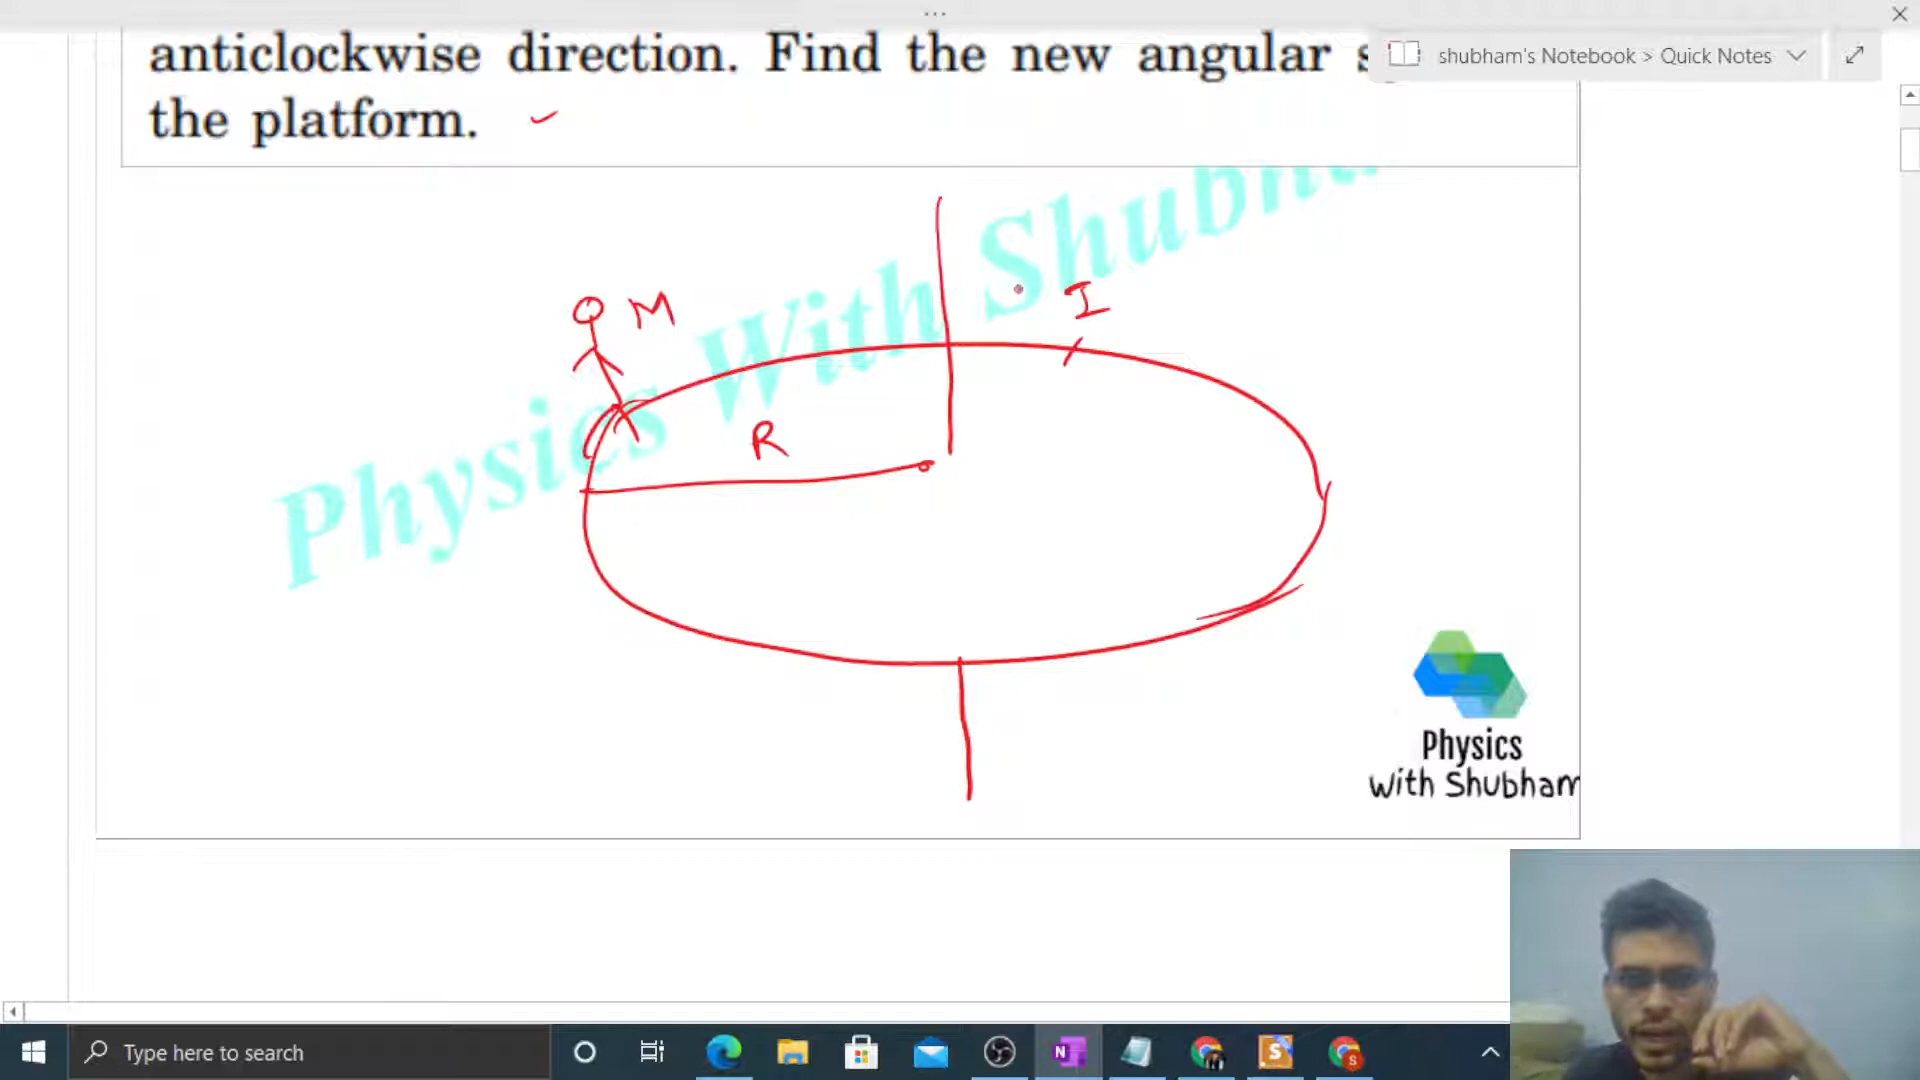 anticlockwise direction. Find the new angular
shubham's Notebook > Quick Notes
the platform.
Physics With
M
I
R
Physics
With Shubham
Type here to search